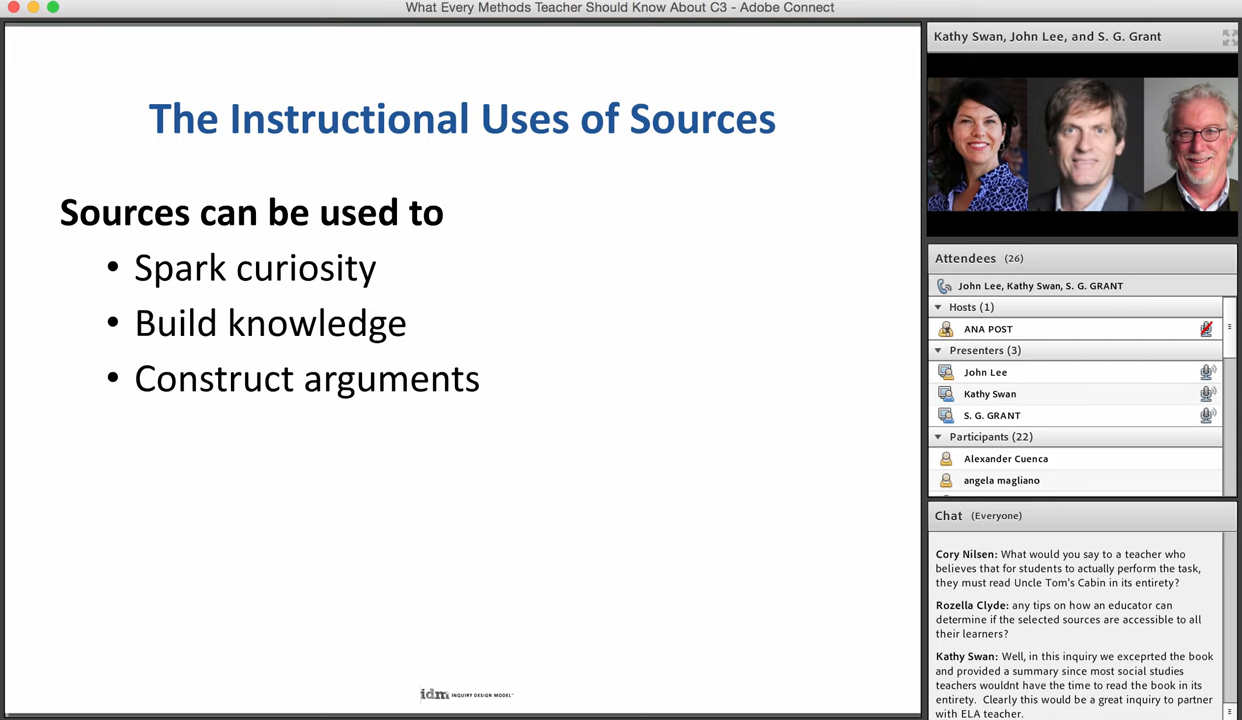 What Every Methods Teacher Should Know About C3 - Adobe Connect
The Instructional Uses of Sources
Sources can be used to
• Spark curiosity
• Build knowledge
• Construct arguments
idm INQUIRY DESIGN MODEL™
Kathy Swan, John Lee, and S. G. Grant
Attendees (26)
John Lee, Kathy Swan, S. G. GRANT
Hosts (1)
ANA POST
Presenters (3)
John Lee
Kathy Swan
S. G. GRANT
Participants (22)
Alexander Cuenca
angela magliano
Chat (Everyone)
Cory Nilsen: What would you say to a teacher who
believes that for students to actually perform the task,
they must read Uncle Tom's Cabin in its entirety?
Rozella Clyde: any tips on how an educator can
determine if the selected sources are accessible to all
their learners?
Kathy Swan: Well, in this inquiry we exceprted the book
and provided a summary since most social studies
teachers wouldnt have the time to read the book in its
entirety. Clearly this would be a great inquiry to partner
with ELA teacher.